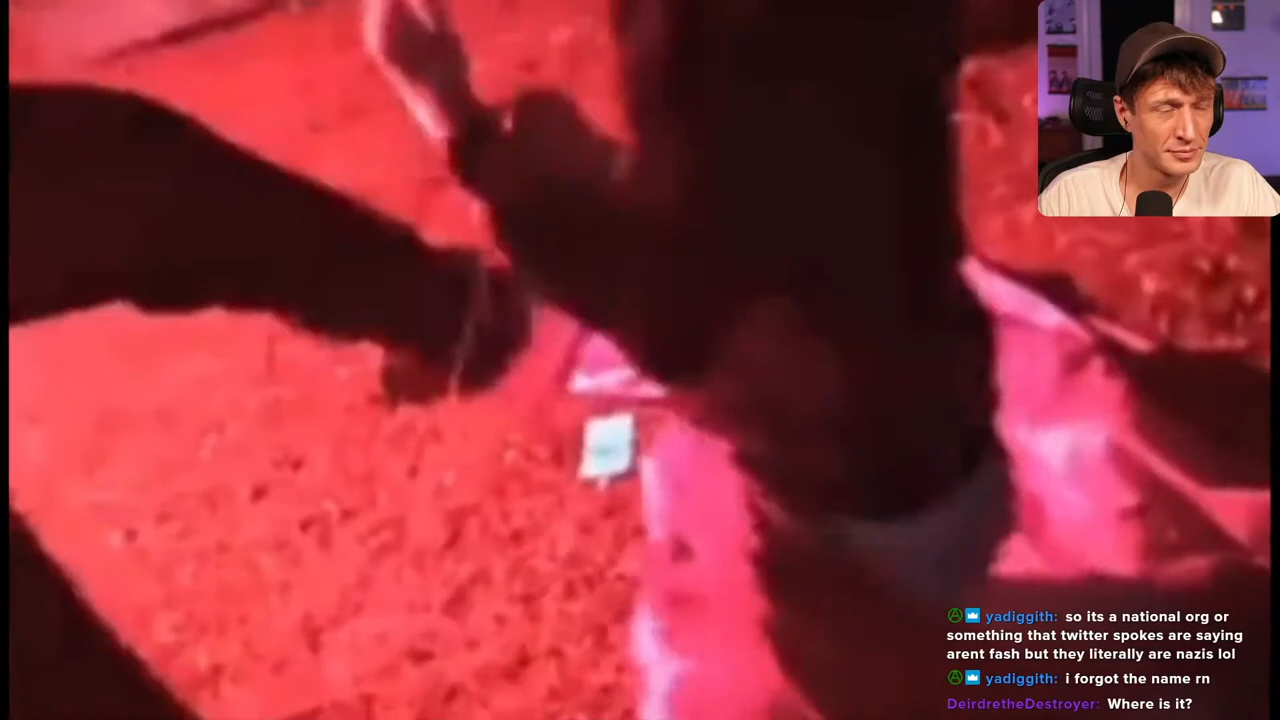 yadiggith: so its a national org or
something that twitter spokes are saying
arent fash but they literally are nazis lol
yadiggith: i forgot the name rn
DeirdretheDestroyer: Where is it?